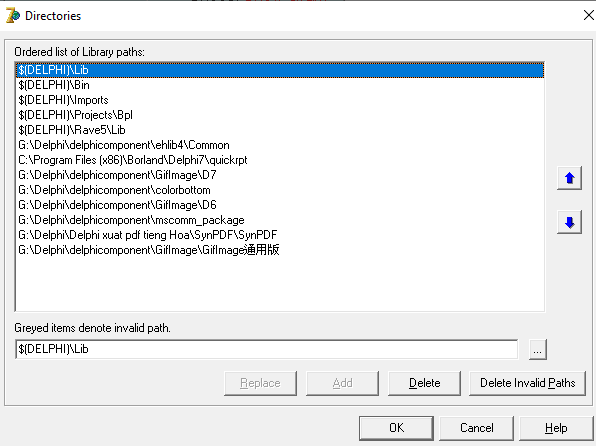 Directories
Ordered list of Library paths:
$(DELPHI)\Lib
$(DELPHI)\Bin
$(DELPHI)\Imports
$(DELPHI)\Projects\Bpl
$(DELPHI)\Rave5\Lib
G:\Delphi\delphicomponent\ehlib4\Common
C:\Program Files (x86)\Borland\Delphi7\quickrpt
G:\Delphi\delphicomponent\GifImage\D7
G:\Delphi\delphicomponent\colorbottom
G:\Delphi\delphicomponent\GifImage\D6
G:\Delphi\delphicomponent\mscomm_package
G:\Delphi\Delphi xuat pdf tieng Hoa\SynPDF\SynPDF
G:\Delphi\delphicomponent\GifImage\GifImage通用版
Greyed items denote invalid path.
$(DELPHI)\Lib
...
Replace Add Delete Delete Invalid Paths
OK Cancel Help